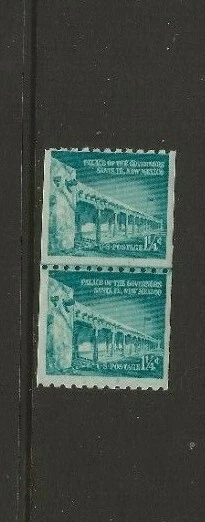 PALACE OF THE GOVERNORS
SANTA FE, NEW MEXICO
U·S·POSTAGE 1¼¢
PALACE OF THE GOVERNORS
SANTA FE, NEW MEXICO
U·S·POSTAGE 1¼¢